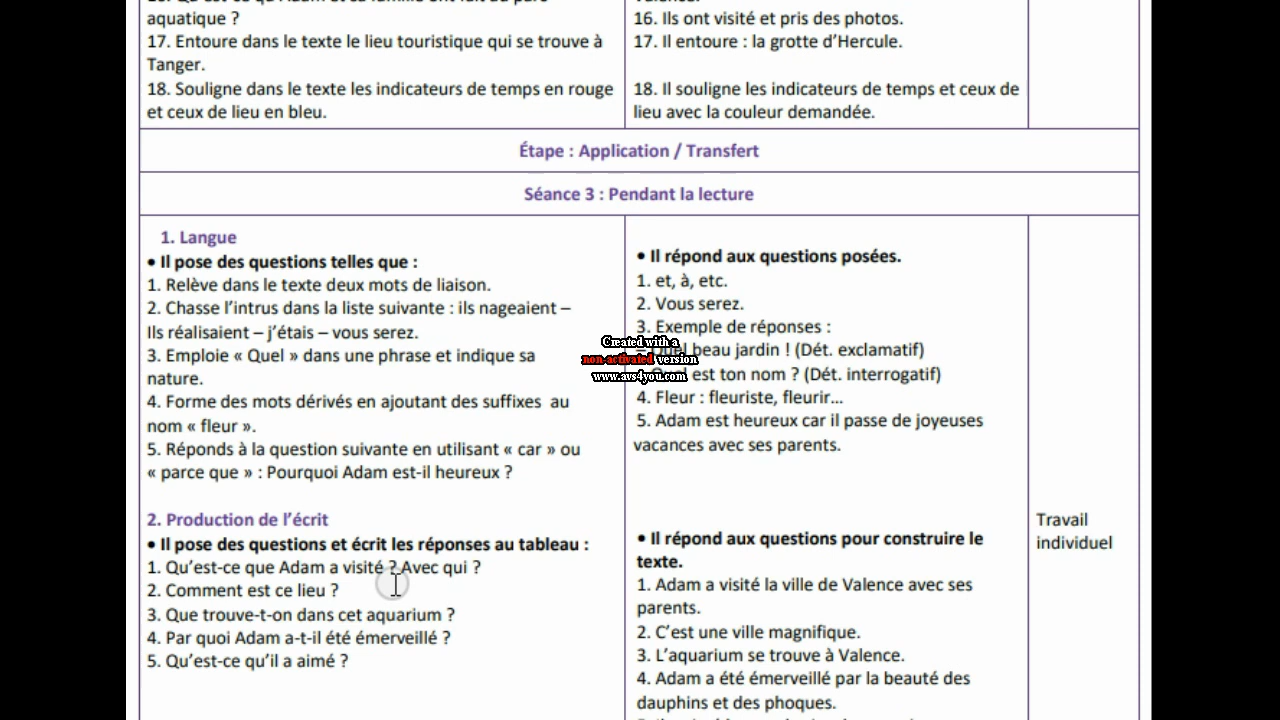 aquatique ?
17. Entoure dans le texte le lieu touristique qui se trouve à
Tanger.
18. Souligne dans le texte les indicateurs de temps en rouge
et ceux de lieu en bleu.
16. Ils ont visité et pris des photos.
17. Il entoure : la grotte d’Hercule.
18. Il souligne les indicateurs de temps et ceux de
lieu avec la couleur demandée.
Étape : Application / Transfert
Séance 3 : Pendant la lecture
1. Langue
• Il pose des questions telles que :
1. Relève dans le texte deux mots de liaison.
2. Chasse l’intrus dans la liste suivante : ils nageaient –
Ils réalisaient – j’étais – vous serez.
3. Emploie « Quel » dans une phrase et indique sa
nature.
4. Forme des mots dérivés en ajoutant des suffixes au
nom « fleur ».
5. Réponds à la question suivante en utilisant « car » ou
« parce que » : Pourquoi Adam est-il heureux ?
2. Production de l’écrit
• Il pose des questions et écrit les réponses au tableau :
1. Qu’est-ce que Adam a visité ? Avec qui ?
2. Comment est ce lieu ?
3. Que trouve-t-on dans cet aquarium ?
4. Par quoi Adam a-t-il été émerveillé ?
5. Qu’est-ce qu’il a aimé ?
• Il répond aux questions posées.
1. et, à, etc.
2. Vous serez.
3. Exemple de réponses :
beau jardin ! (Dét. exclamatif)
est ton nom ? (Dét. interrogatif)
4. Fleur : fleuriste, fleurir…
5. Adam est heureux car il passe de joyeuses
vacances avec ses parents.
• Il répond aux questions pour construire le
texte.
1. Adam a visité la ville de Valence avec ses
parents.
2. C’est une ville magnifique.
3. L’aquarium se trouve à Valence.
4. Adam a été émerveillé par la beauté des
dauphins et des phoques.
Travail
individuel
Created with a
non-activated version
www.avs4you.com